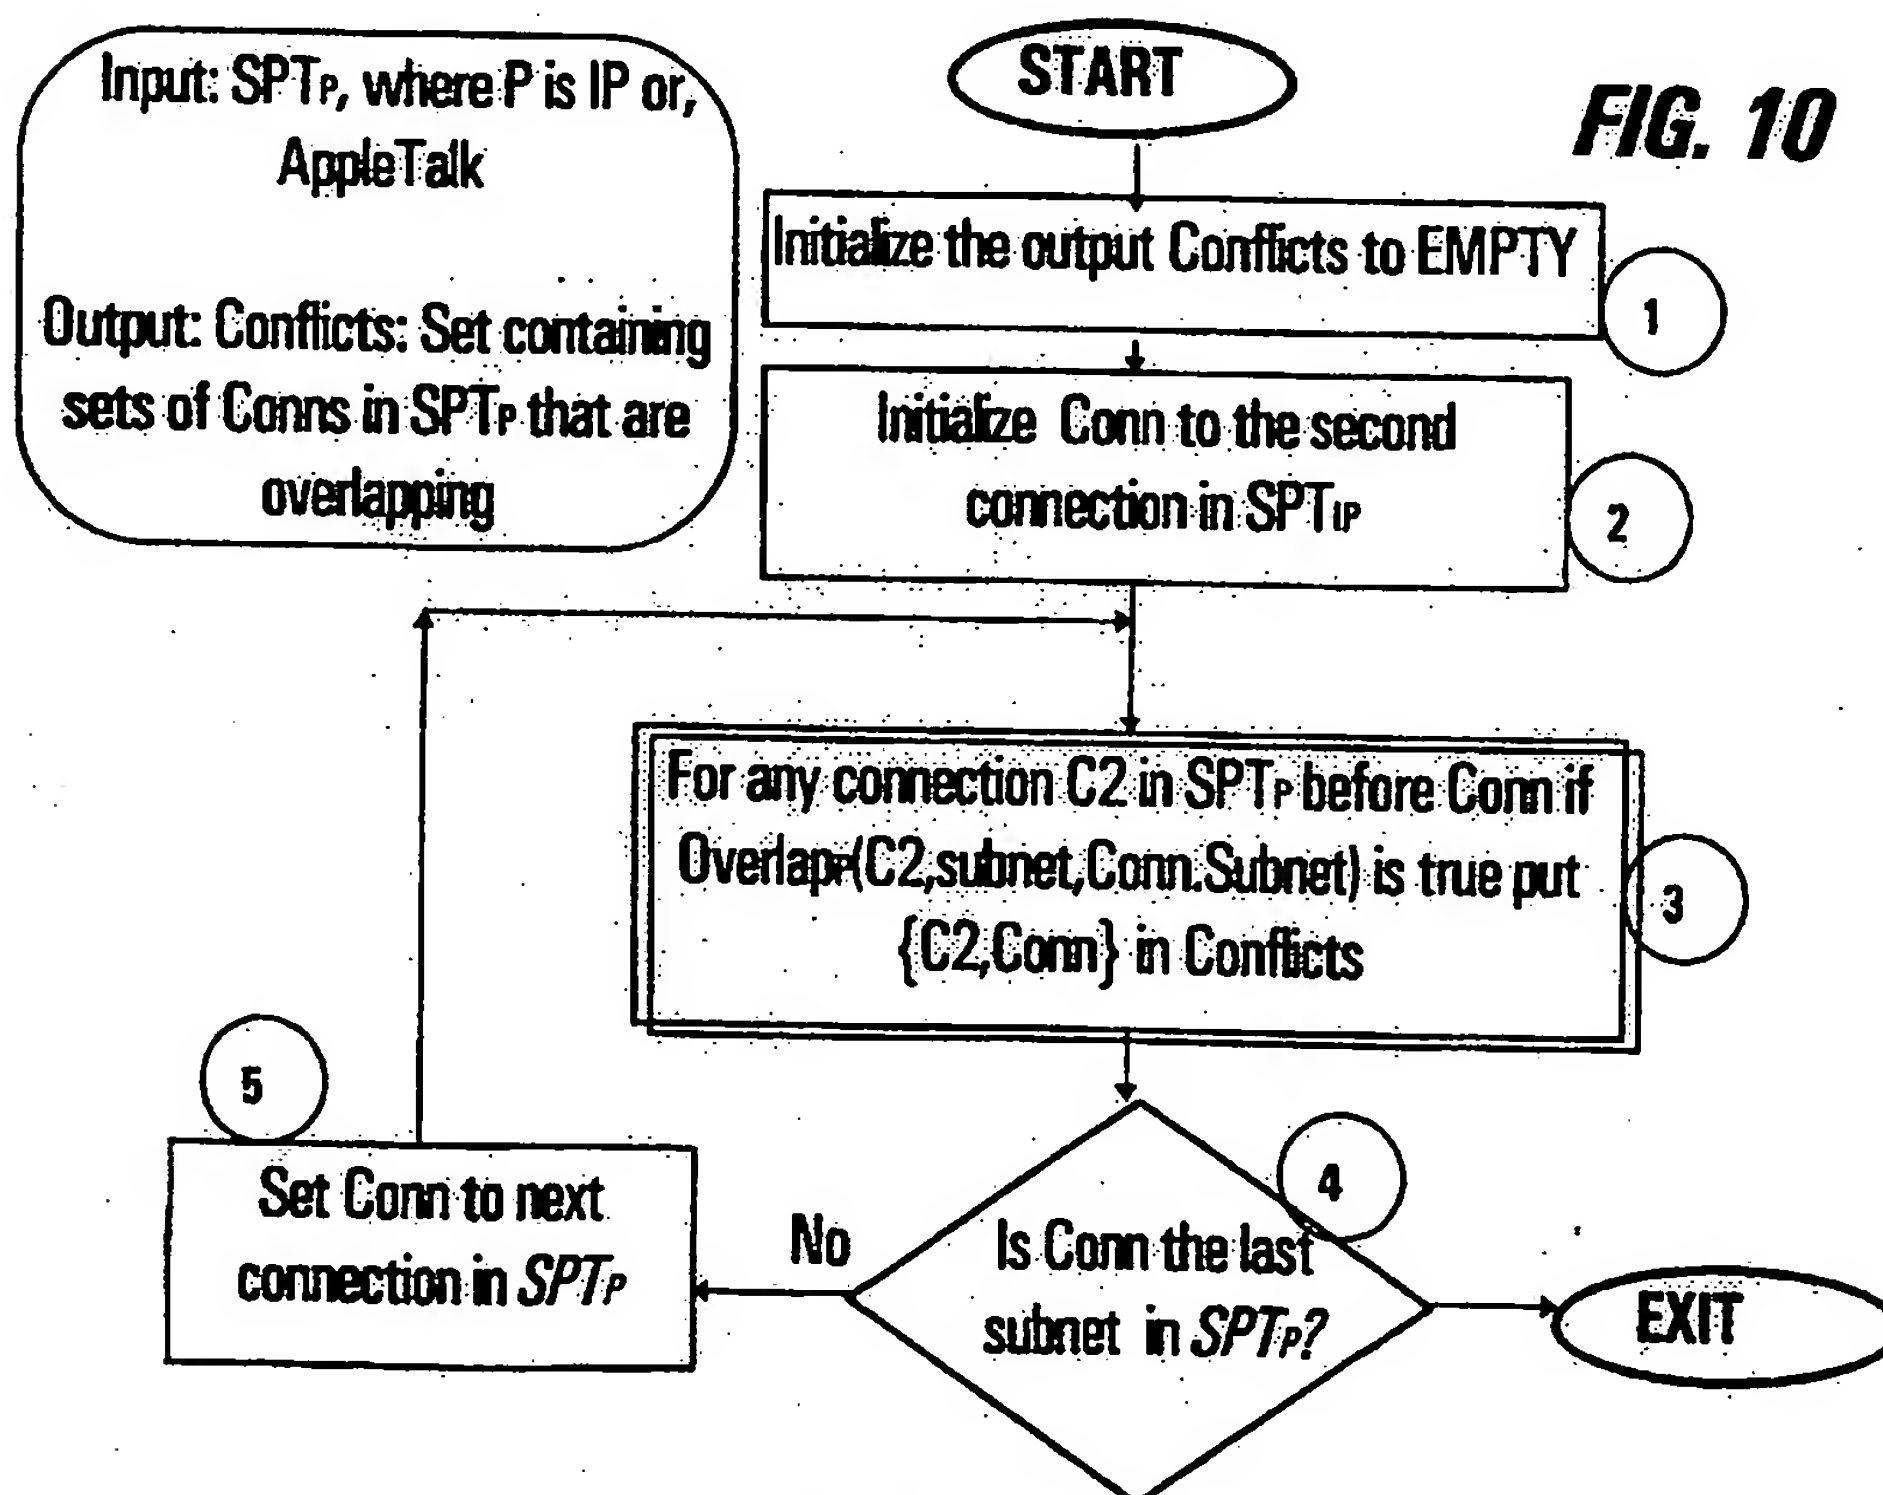 Input: SPTP, where P is IP or,
AppleTalk
Output: Conflicts: Set containing
sets of Conns in SPTP that are
overlapping
START
FIG. 10
Initialize the output Conflicts to EMPTY
1
Initialize Conn to the second
connection in SPTIP
2
For any connection C2 in SPTP before Conn if
OverlapP(C2,subnet,Conn.Subnet) is true put
{C2,Conn} in Conflicts
3
4
Is Conn the last
subnet in SPTP?
No
5
Set Conn to next
connection in SPTP
EXIT